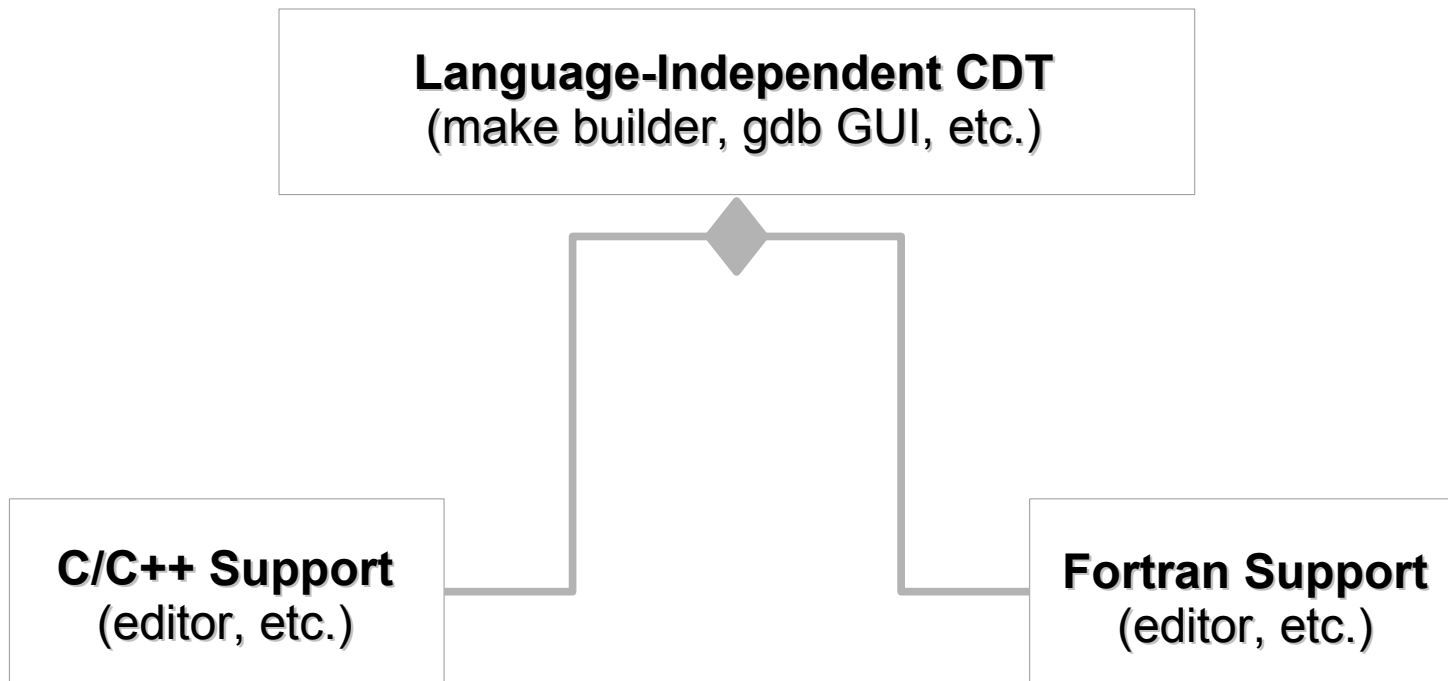 Language-Independent CDT
(make builder, gdb GUI, etc.)
C/C++ Support
(editor, etc.)
Fortran Support
(editor, etc.)